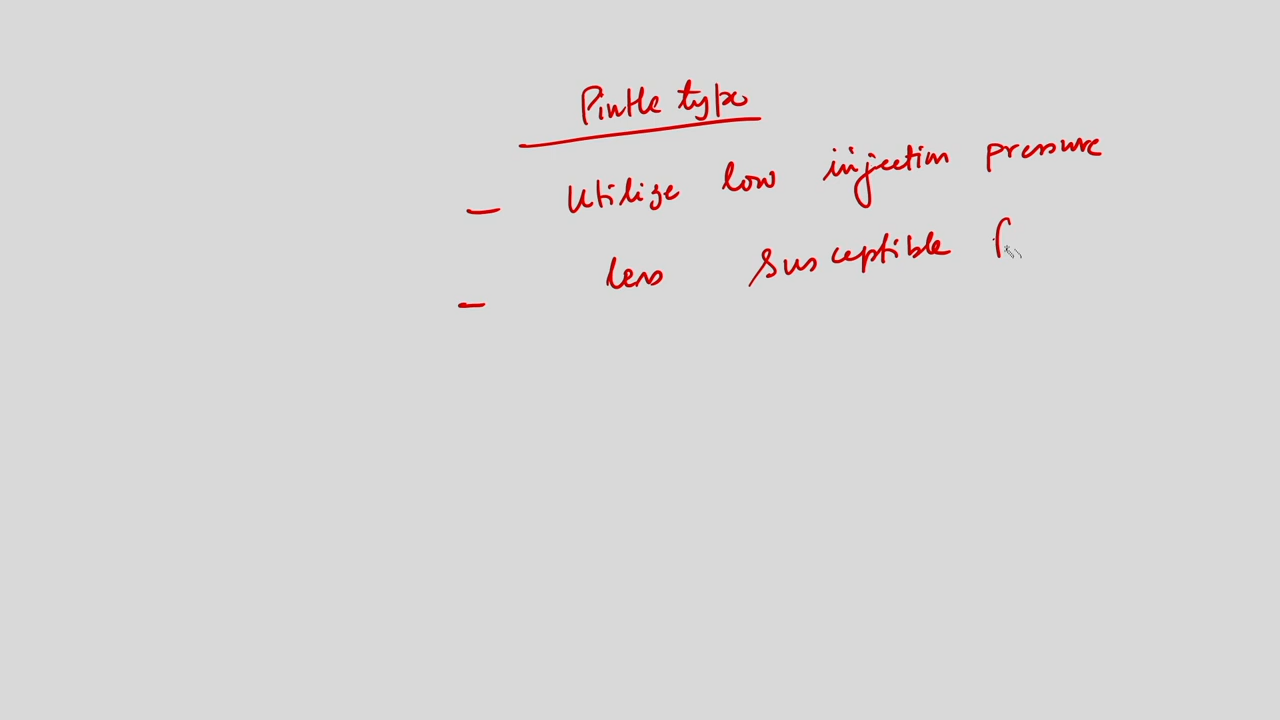 Pintle type
- Utilize low injection pressure
- less susceptible